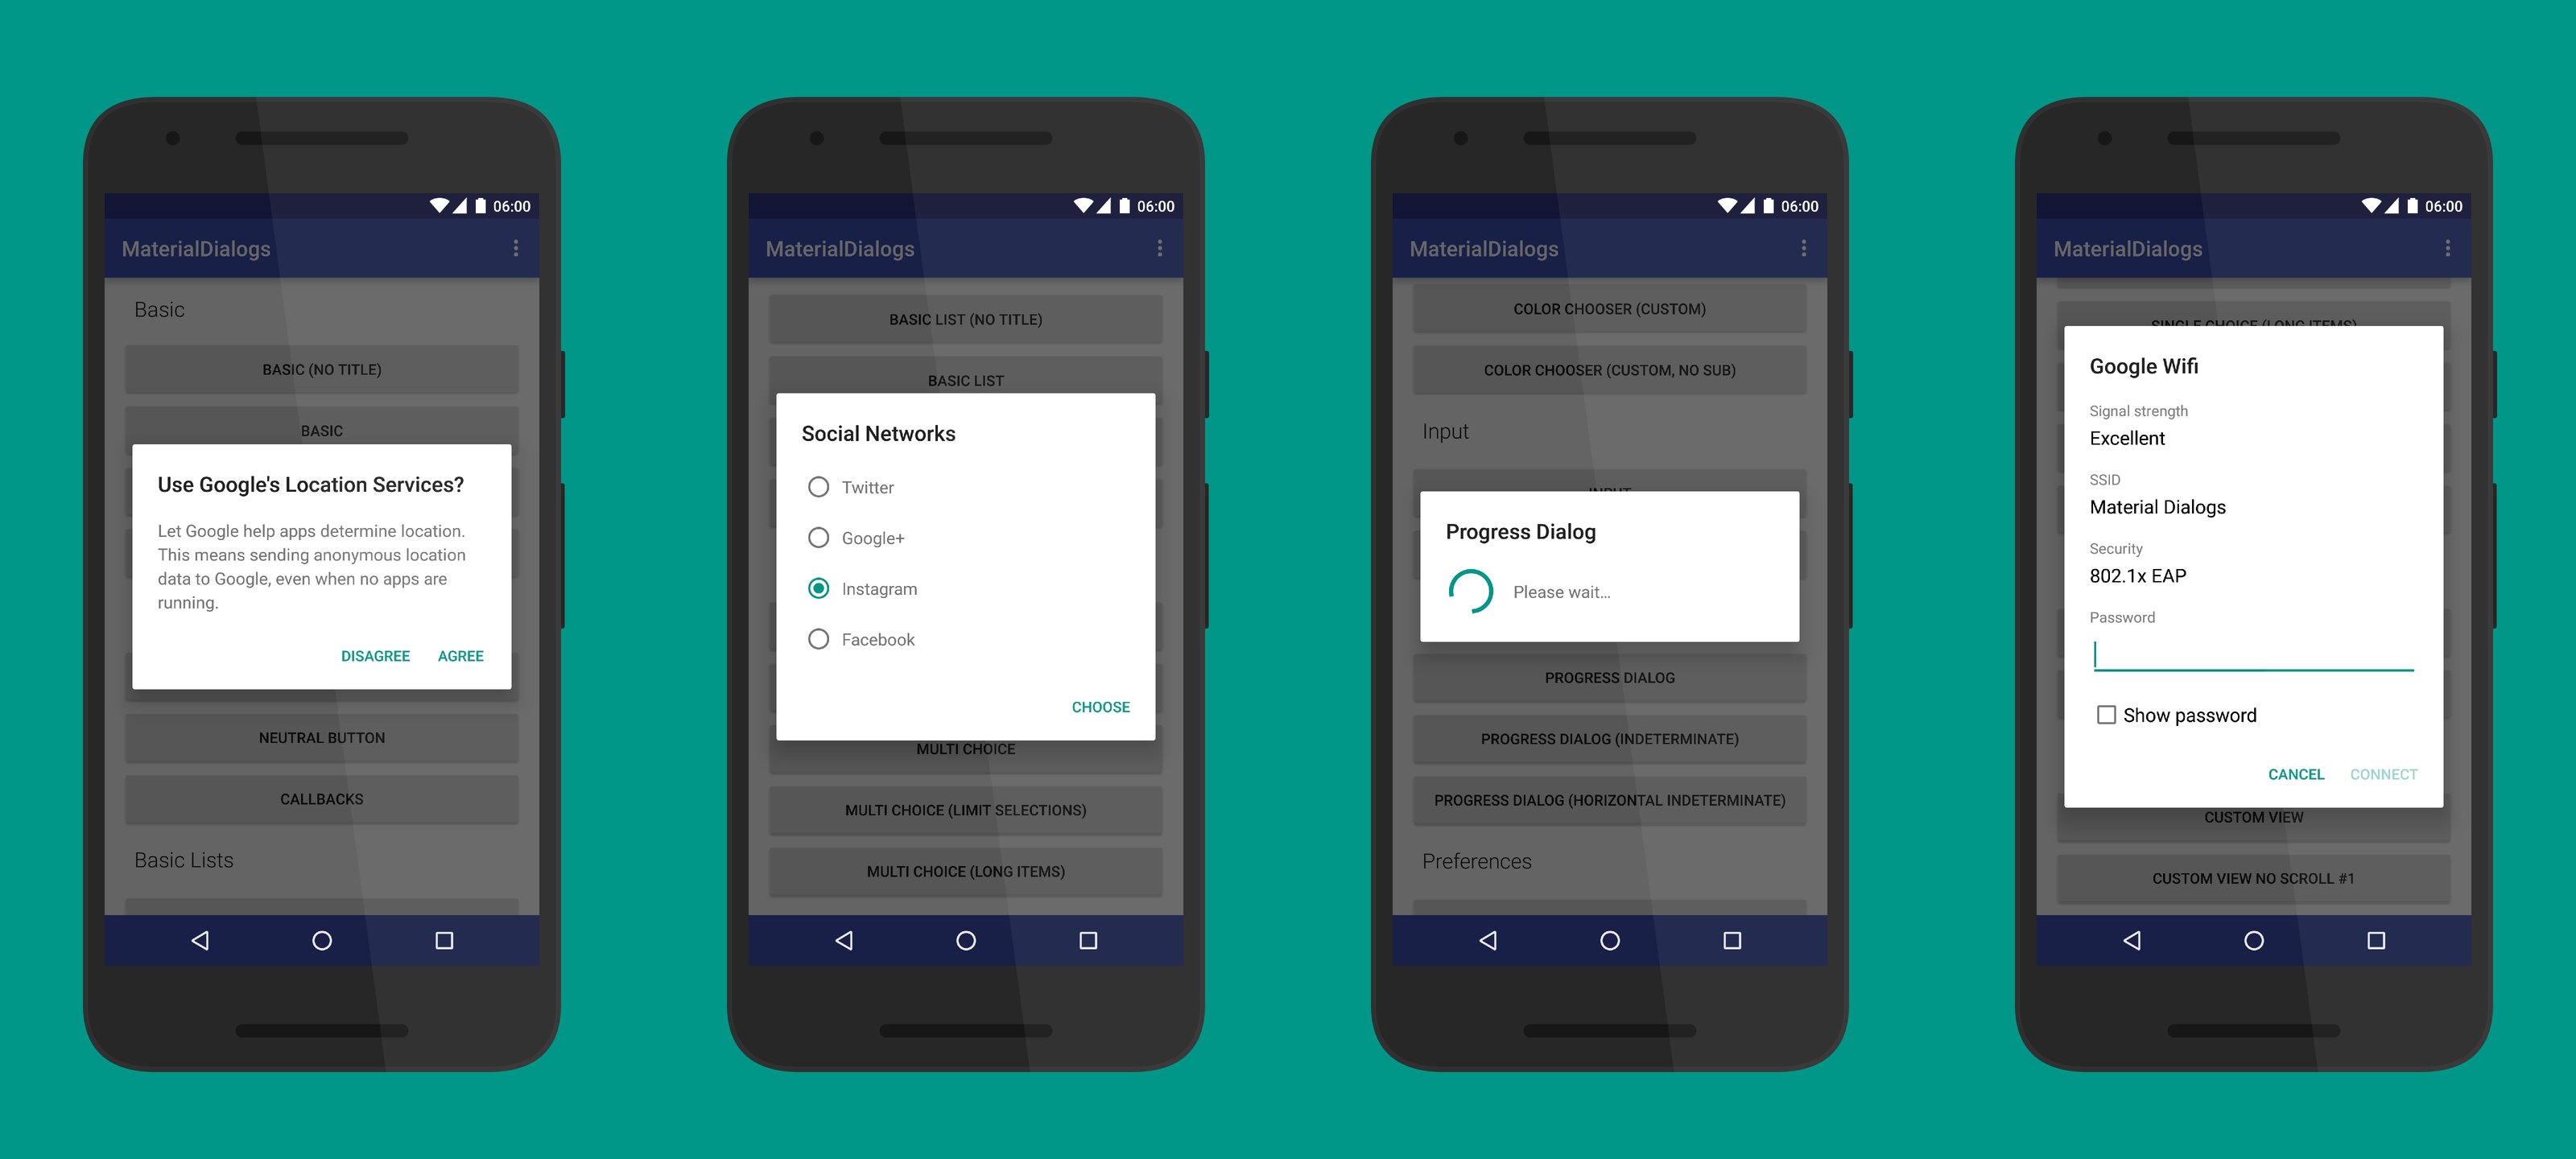 06:00
MaterialDialogs
Basic
BASIC (NO TITLE)
BASIC
Use Google's Location Services?
Let Google help apps determine location.
This means sending anonymous location
data to Google, even when no apps are
running.
DISAGREE AGREE
NEUTRAL BUTTON
CALLBACKS
Basic Lists
06:00
MaterialDialogs
BASIC LIST (NO TITLE)
BASIC LIST
Social Networks
Twitter
Google+
Instagram
Facebook
CHOOSE
MULTI CHOICE
MULTI CHOICE (LIMIT SELECTIONS)
MULTI CHOICE (LONG ITEMS)
06:00
MaterialDialogs
COLOR CHOOSER (CUSTOM)
COLOR CHOOSER (CUSTOM, NO SUB)
Input
INPUT
Progress Dialog
Please wait...
PROGRESS DIALOG
PROGRESS DIALOG (INDETERMINATE)
PROGRESS DIALOG (HORIZONTAL INDETERMINATE)
Preferences
06:00
MaterialDialogs
SINGLE CHOICE (LONG ITEMS)
Google Wifi
Signal strength
Excellent
SSID
Material Dialogs
Security
802.1x EAP
Password
Show password
CANCEL CONNECT
CUSTOM VIEW
CUSTOM VIEW NO SCROLL #1